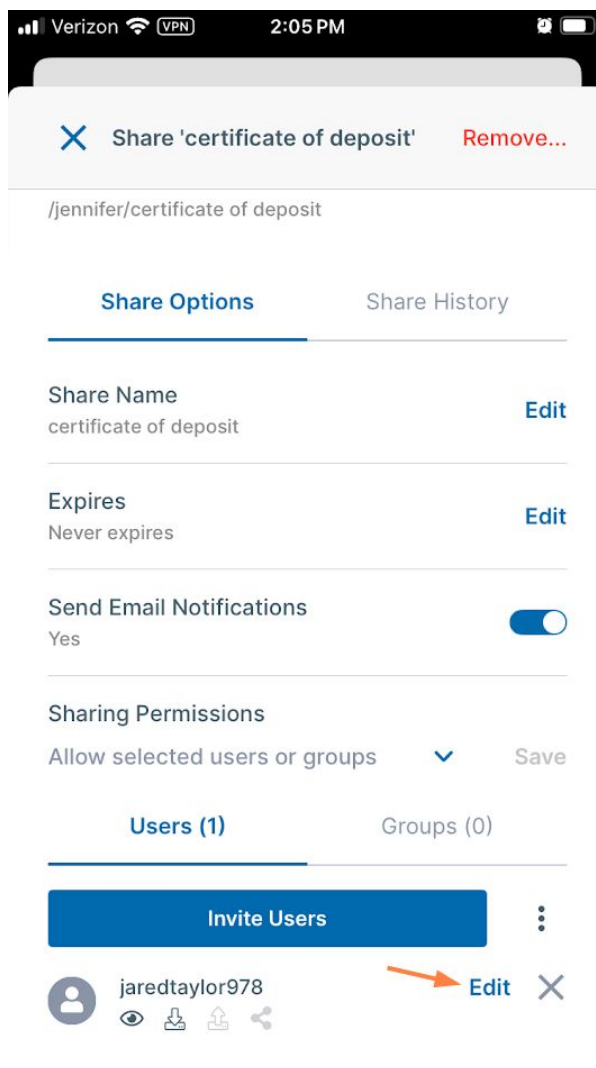 Verizon VPN 2:05 PM
Share 'certificate of deposit' Remove...
/jennifer/certificate of deposit
Share Options Share History
Share Name
certificate of deposit
Edit
Expires
Never expires
Edit
Send Email Notifications
Yes
Sharing Permissions
Allow selected users or groups Save
Users (1) Groups (0)
Invite Users
jaredtaylor978 Edit